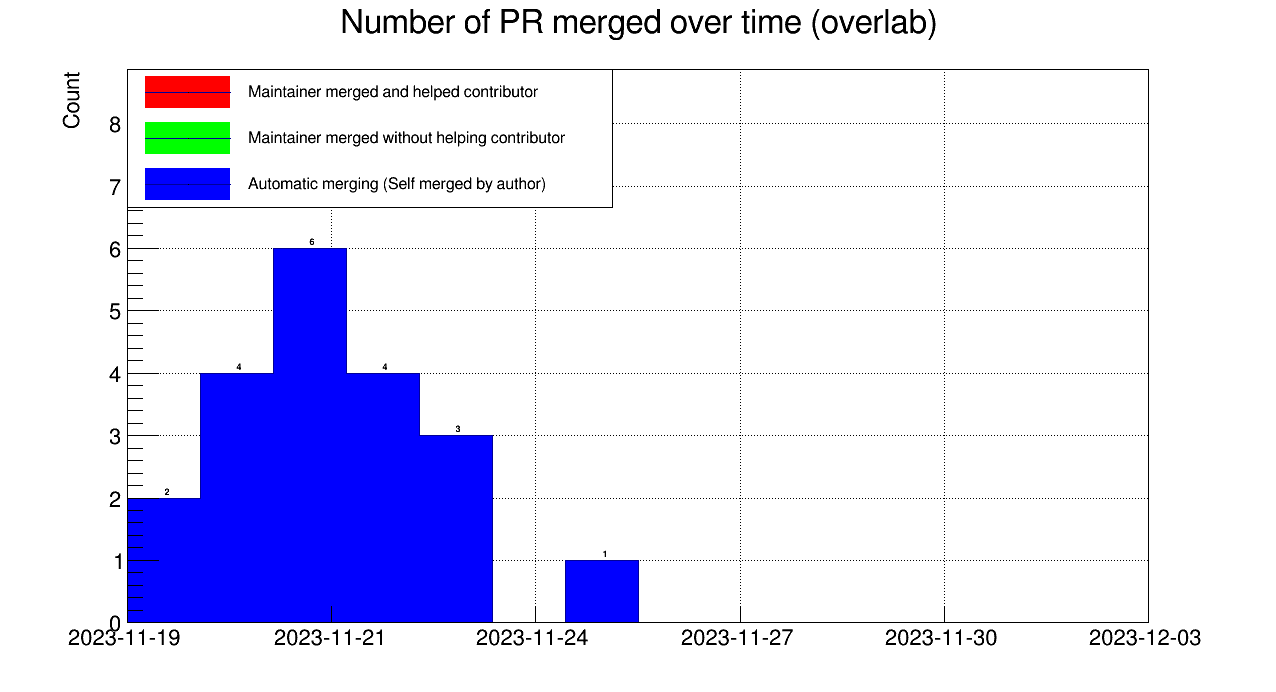 Number of PR merged over time (overlab)
Count
Maintainer merged and helped contributor
Maintainer merged without helping contributor
Automatic merging (Self merged by author)
8
7
6
5
4
3
2
1
0
2
4
6
4
3
1
2023-11-19 2023-11-21 2023-11-24 2023-11-27 2023-11-30 2023-12-03